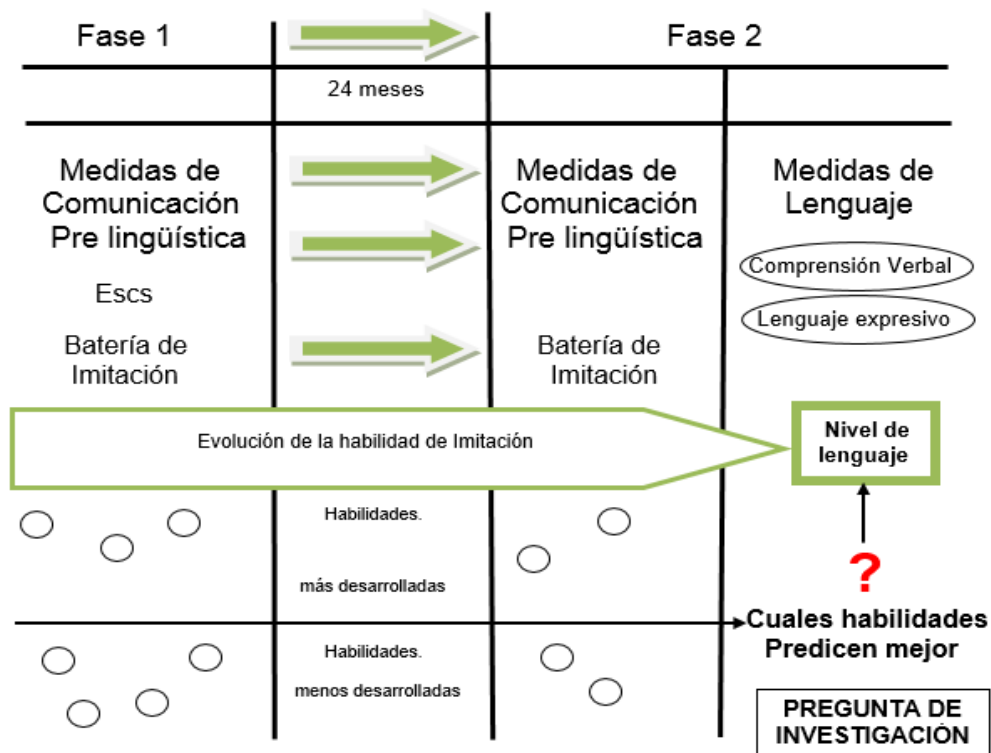 Fase 1
Fase 2
24 meses
Medidas de
Comunicación
Pre lingüística
Escs
Batería de
Imitación
Medidas de
Comunicación
Pre lingüística
Batería de
Imitación
Medidas de
Lenguaje
Comprensión Verbal
Lenguaje expresivo
Evolución de la habilidad de Imitación
Nivel de
lenguaje
Habilidades.
más desarrolladas
?
Cuales habilidades
Predicen mejor
Habilidades.
menos desarrolladas
PREGUNTA DE
INVESTIGACIÓN